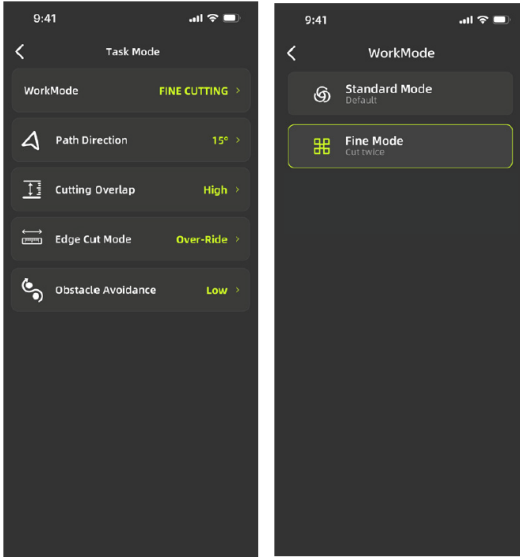 9:41
Task Mode
WorkMode FINE CUTTING
Path Direction 15°
Cutting Overlap High
Edge Cut Mode Over-Ride
Obstacle Avoidance Low
9:41
WorkMode
Standard Mode
Default
Fine Mode
Cut twice